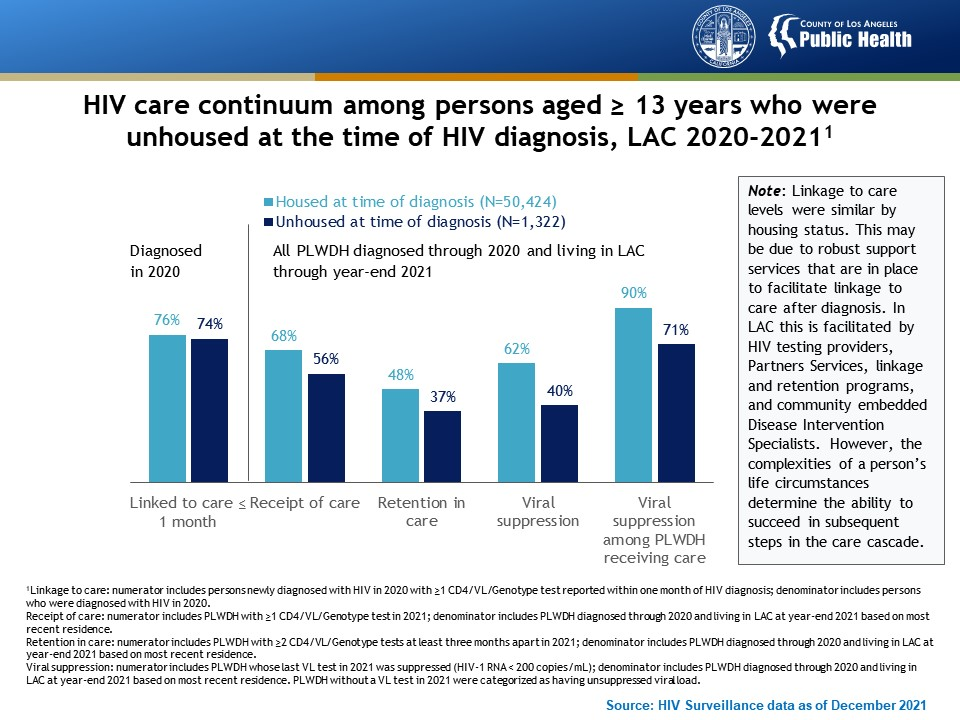 COUNTY OF LOS ANGELES
Public Health
HIV care continuum among persons aged ≥ 13 years who were
unhoused at the time of HIV diagnosis, LAC 2020-2021¹
Housed at time of diagnosis (N=50,424)
Unhoused at time of diagnosis (N=1,322)
Diagnosed
in 2020
All PLWDH diagnosed through 2020 and living in LAC
through year-end 2021
76%
74%
68%
56%
48%
37%
62%
40%
90%
71%
Linked to care ≤
1 month
Receipt of care
Retention in
care
Viral
suppression
Viral
suppression
among PLWDH
receiving care
Note: Linkage to care
levels were similar by
housing status. This may
be due to robust support
services that are in place
to facilitate linkage to
care after diagnosis. In
LAC this is facilitated by
HIV testing providers,
Partners Services, linkage
and retention programs,
and community embedded
Disease Intervention
Specialists. However, the
complexities of a person's
life circumstances
determine the ability to
succeed in subsequent
steps in the care cascade.
¹Linkage to care: numerator includes persons newly diagnosed with HIV in 2020 with ≥1 CD4/VL/Genotype test reported within one month of HIV diagnosis; denominator includes persons
who were diagnosed with HIV in 2020.
Receipt of care: numerator includes PLWDH with ≥1 CD4/VL/Genotype test in 2021; denominator includes PLWDH diagnosed through 2020 and living in LAC at year-end 2021 based on most
recent residence.
Retention in care: numerator includes PLWDH with ≥2 CD4/VL/Genotype tests at least three months apart in 2021; denominator includes PLWDH diagnosed through 2020 and living in LAC at
year-end 2021 based on most recent residence.
Viral suppression: numerator includes PLWDH whose last VL test in 2021 was suppressed (HIV-1 RNA < 200 copies/mL); denominator includes PLWDH diagnosed through 2020 and living in
LAC at year-end 2021 based on most recent residence. PLWDH without a VL test in 2021 were categorized as having unsuppressed viral load.
Source: HIV Surveillance data as of December 2021